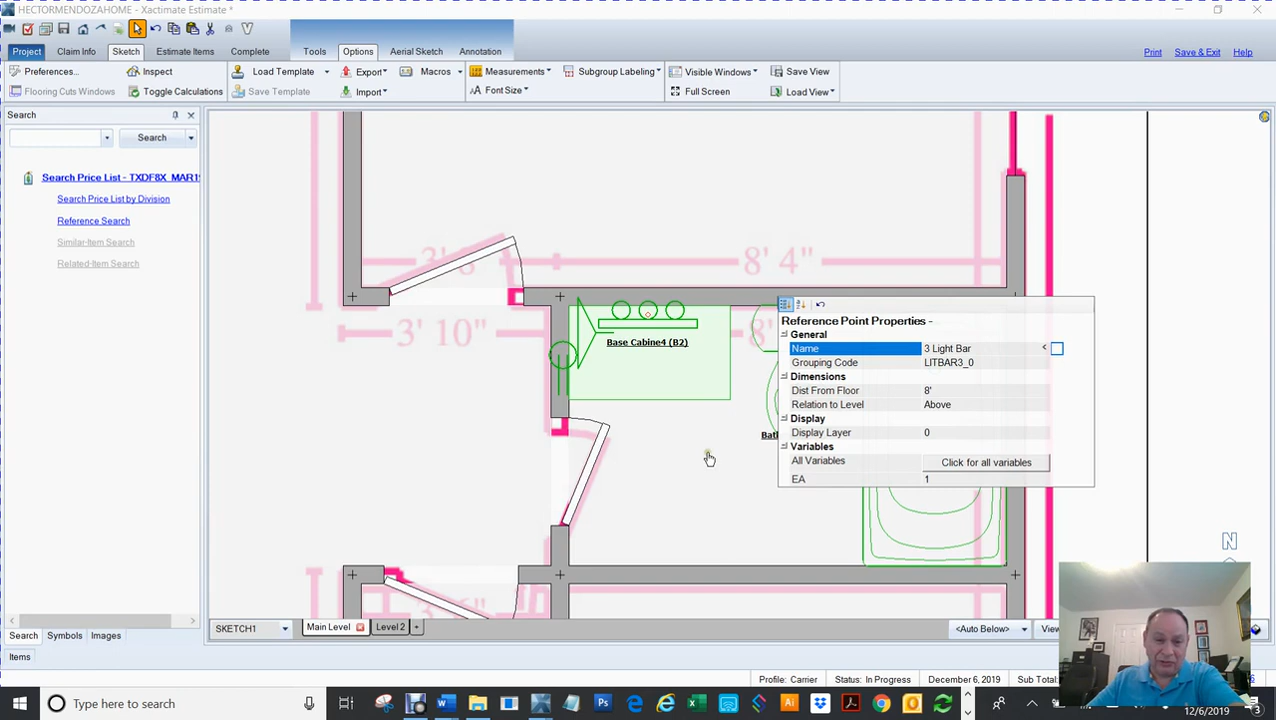 HECTORMENDOZAHOME - Xactimate Estimate *
Project Claim Info Sketch Estimate Items Complete Tools Options Aerial Sketch Annotation
Print Save & Exit Help
Preferences... Inspect Load Template Export Macros Measurements Subgroup Labeling Visible Windows Save View
Flooring Cuts Windows Toggle Calculations Save Template Import Font Size Full Screen Load View
Search
Search
Search Price List - TXDF8X_MAR1
Search Price List by Division
Reference Search
Similar-Item Search
Related-Item Search
8' 4"
3' 10"
Base Cabine4 (B2)
Reference Point Properties -
General
Name 3 Light Bar
Grouping Code LITBAR3_0
Dimensions
Dist From Floor 8'
Relation to Level Above
Display
Display Layer 0
Variables
All Variables Click for all variables
EA 1
N
SKETCH1 Main Level Level 2 +
<Auto Below>
Search Symbols Images
Items
Profile: Carrier Status: In Progress December 6, 2019
Type here to search
12/6/2019